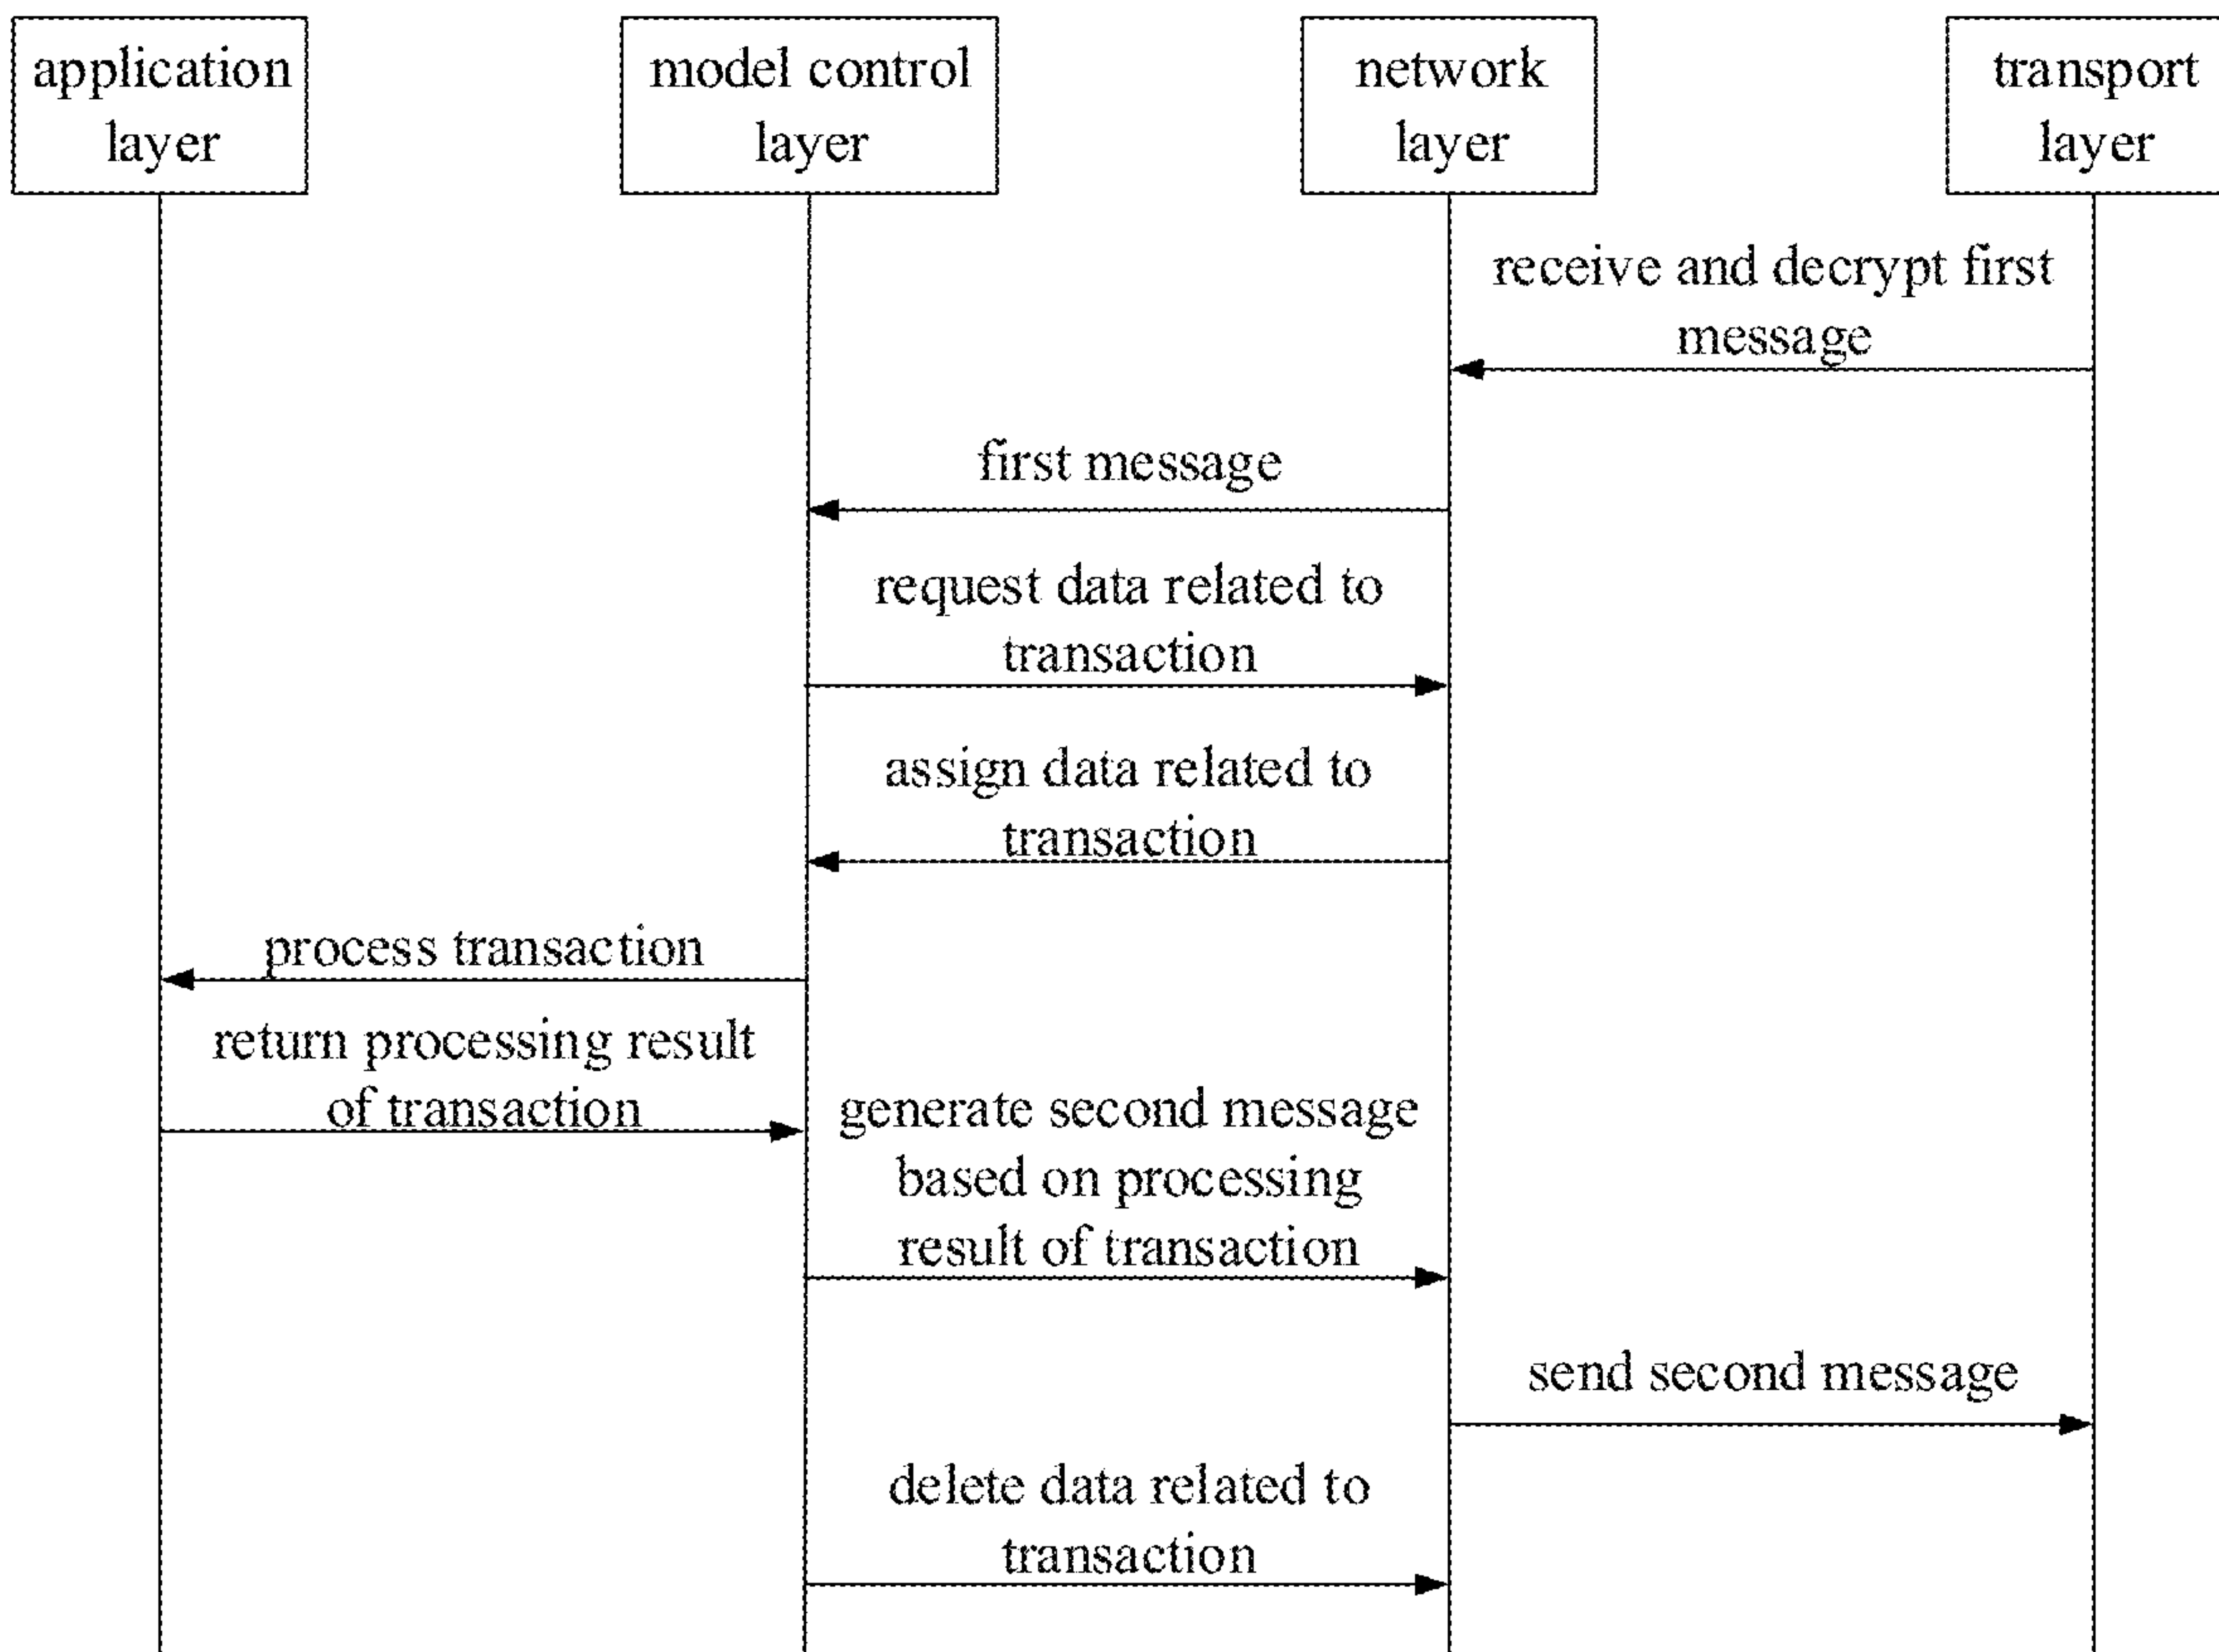 application
layer
model control
layer
network
layer
transport
layer
receive and decrypt first
message
first message
request data related to
transaction
assign data related to
transaction
process transaction
return processing result
of transaction
generate second message
based on processing
result of transaction
send second message
delete data related to
transaction